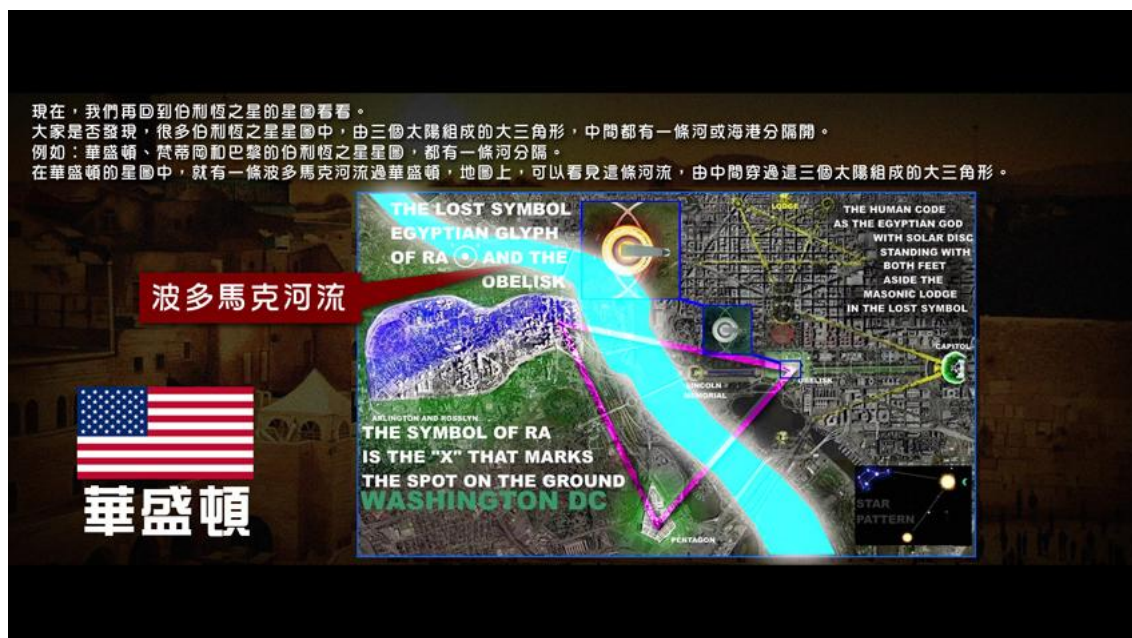 現在，我們再回到伯利恆之星的星圖看看。
大家是否發現，很多伯利恆之星星圖中，由三個太陽組成的大三角形，中間都有一條河或海港分隔開。
例如：華盛頓、梵蒂岡和巴黎的伯利恆之星星圖，都有一條河分隔。
在華盛頓的星圖中，就有一條波多馬克河流過華盛頓，地圖上，可以看見這條河流，由中間穿過這三個太陽組成的大三角形。
THE LOST SYMBOL
EGYPTIAN GLYPH
OF RA AND THE
OBELISK
LODGE
THE HUMAN CODE
AS THE EGYPTIAN GOD
WITH SOLAR DISC
STANDING WITH
BOTH FEET
ASIDE THE
MASONIC LODGE
IN THE LOST SYMBOL
波多馬克河流
CAPITOL
OBELISK
LINCOLN
MEMORIAL
ARLINGTON AND ROSSLYN
THE SYMBOL OF RA
IS THE "X" THAT MARKS
THE SPOT ON THE GROUND
WASHINGTON DC
PENTAGON
STAR
PATTERN
華盛頓